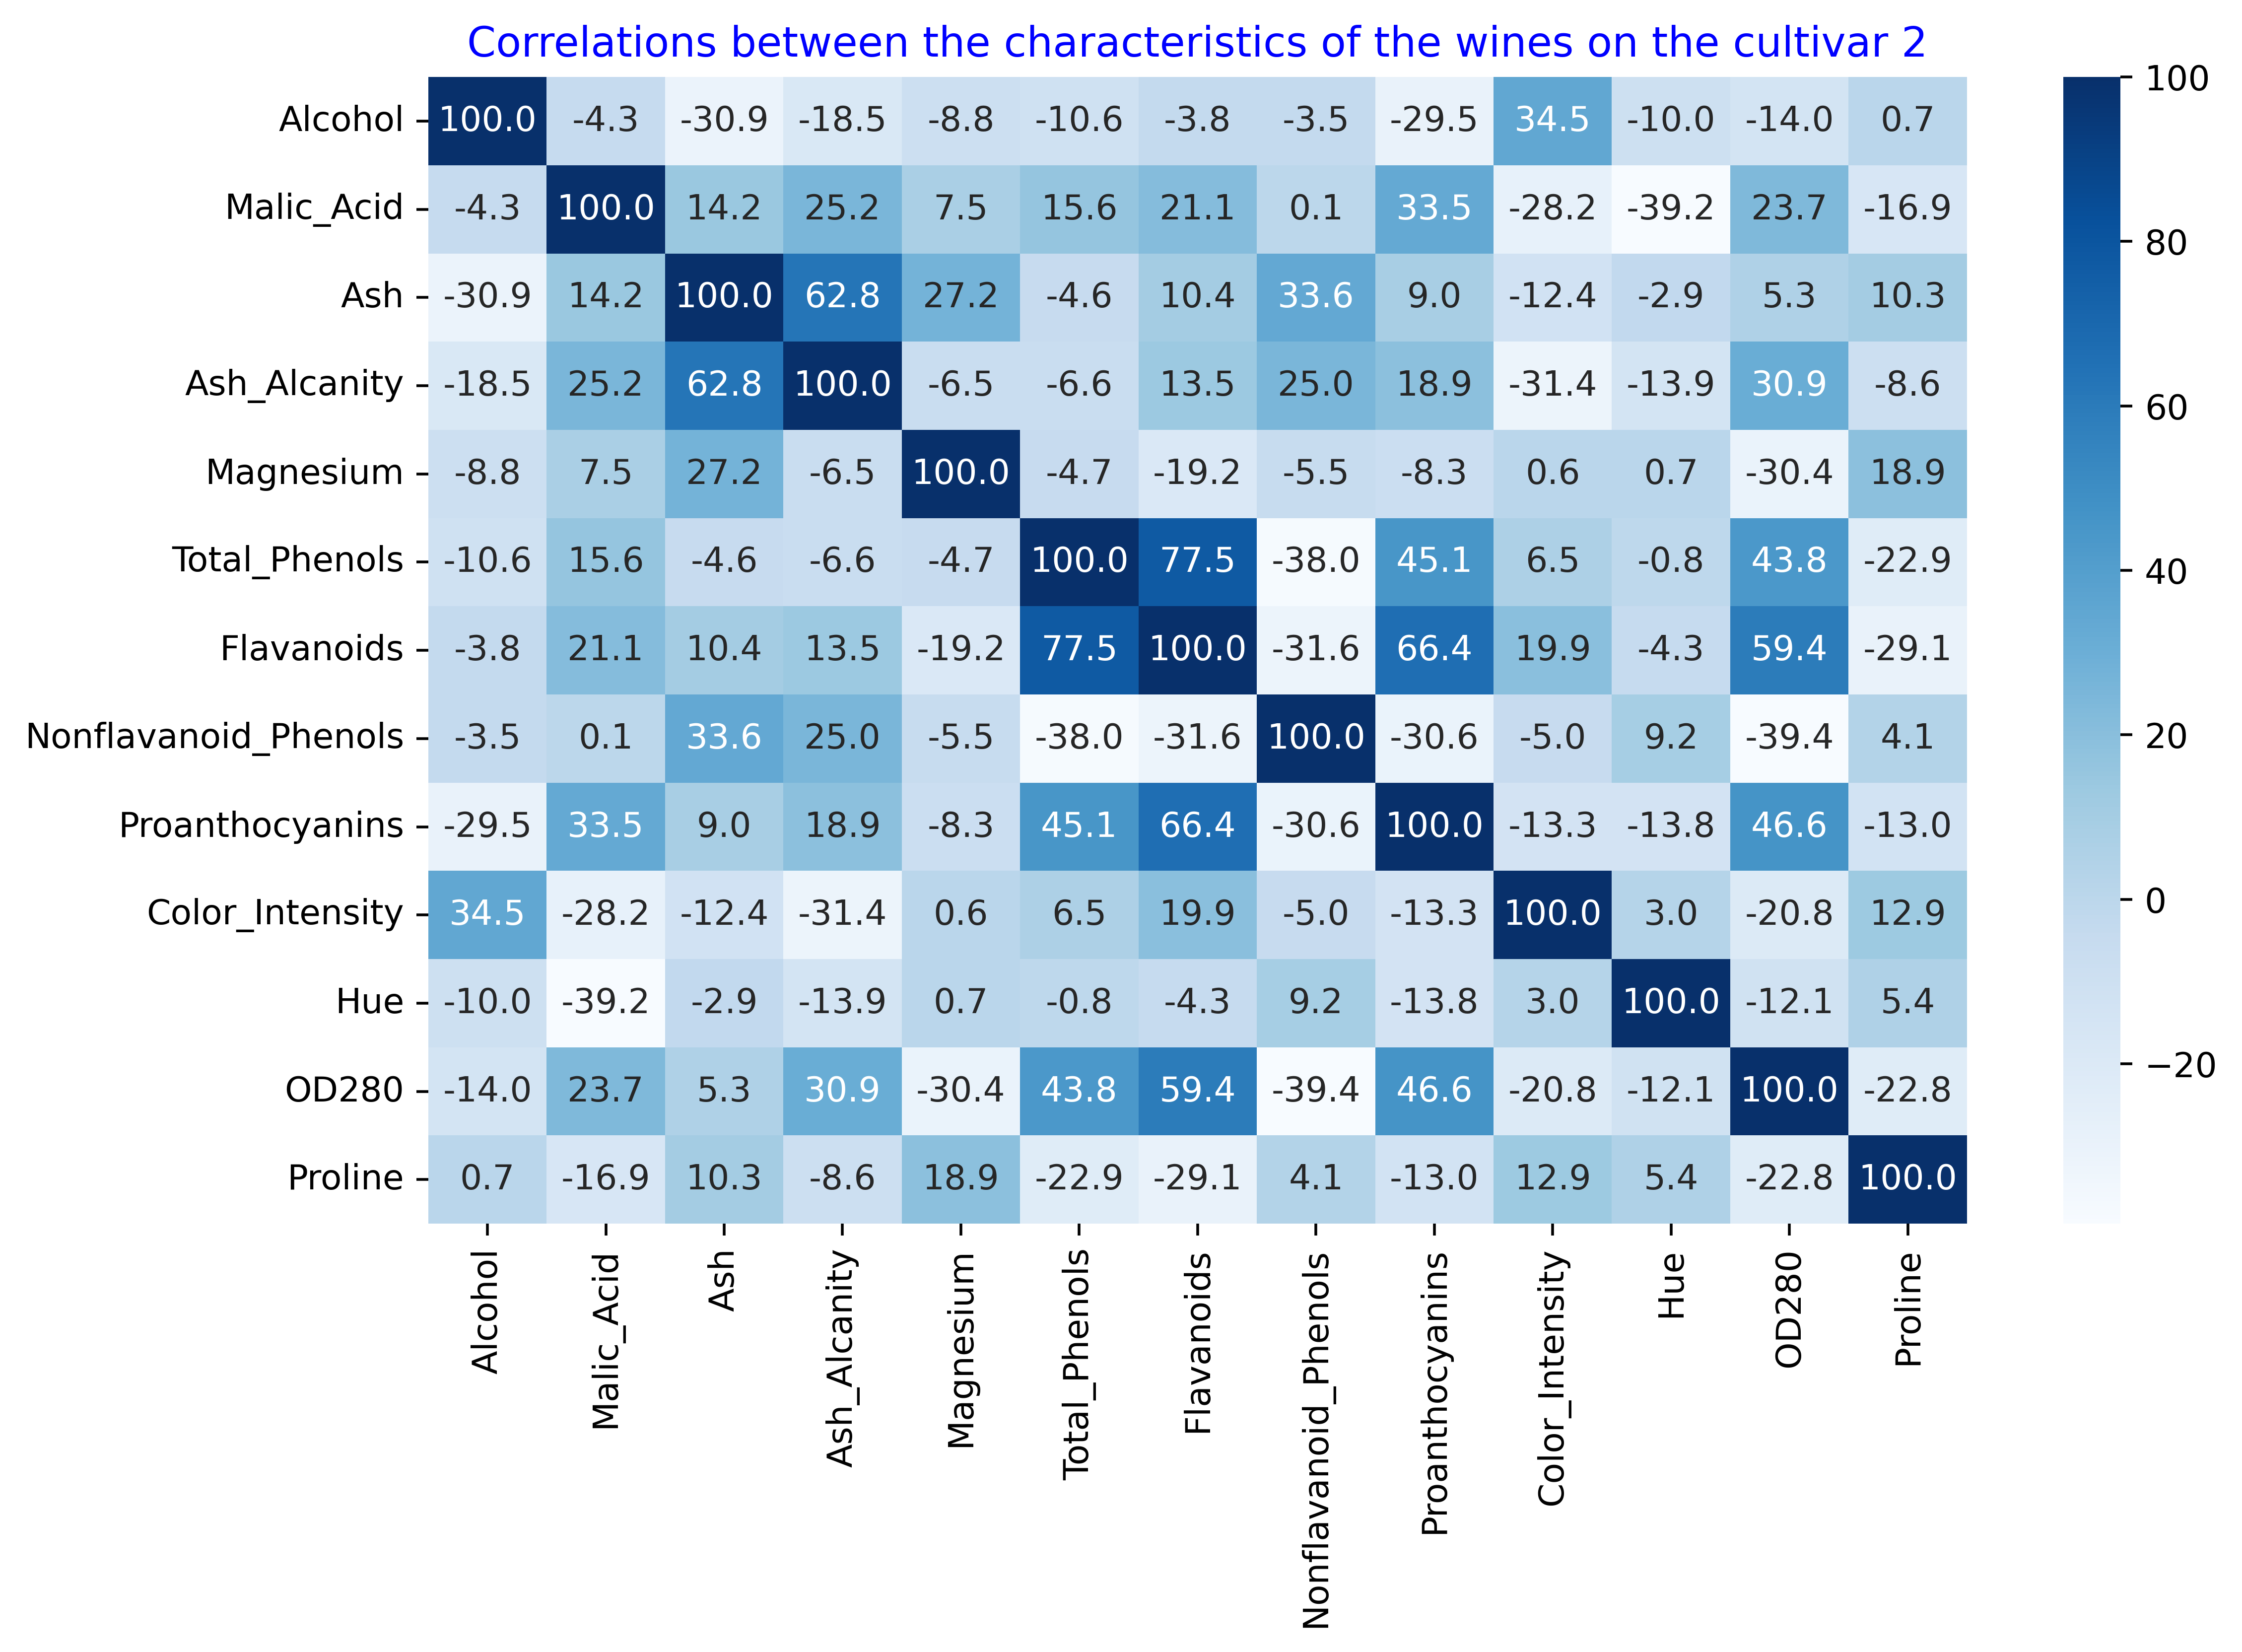 Correlations between the characteristics of the wines on the cultivar 2
Alcohol 100.0 -4.3 -30.9 -18.5 -8.8 -10.6 -3.8 -3.5 -29.5 34.5 -10.0 -14.0 0.7
Malic_Acid -4.3 100.0 14.2 25.2 7.5 15.6 21.1 0.1 33.5 -28.2 -39.2 23.7 -16.9
Ash -30.9 14.2 100.0 62.8 27.2 -4.6 10.4 33.6 9.0 -12.4 -2.9 5.3 10.3
Ash_Alcanity -18.5 25.2 62.8 100.0 -6.5 -6.6 13.5 25.0 18.9 -31.4 -13.9 30.9 -8.6
Magnesium -8.8 7.5 27.2 -6.5 100.0 -4.7 -19.2 -5.5 -8.3 0.6 0.7 -30.4 18.9
Total_Phenols -10.6 15.6 -4.6 -6.6 -4.7 100.0 77.5 -38.0 45.1 6.5 -0.8 43.8 -22.9
Flavanoids -3.8 21.1 10.4 13.5 -19.2 77.5 100.0 -31.6 66.4 19.9 -4.3 59.4 -29.1
Nonflavanoid_Phenols -3.5 0.1 33.6 25.0 -5.5 -38.0 -31.6 100.0 -30.6 -5.0 9.2 -39.4 4.1
Proanthocyanins -29.5 33.5 9.0 18.9 -8.3 45.1 66.4 -30.6 100.0 -13.3 -13.8 46.6 -13.0
Color_Intensity 34.5 -28.2 -12.4 -31.4 0.6 6.5 19.9 -5.0 -13.3 100.0 3.0 -20.8 12.9
Hue -10.0 -39.2 -2.9 -13.9 0.7 -0.8 -4.3 9.2 -13.8 3.0 100.0 -12.1 5.4
OD280 -14.0 23.7 5.3 30.9 -30.4 43.8 59.4 -39.4 46.6 -20.8 -12.1 100.0 -22.8
Proline 0.7 -16.9 10.3 -8.6 18.9 -22.9 -29.1 4.1 -13.0 12.9 5.4 -22.8 100.0
Alcohol
Malic_Acid
Ash
Ash_Alcanity
Magnesium
Total_Phenols
Flavanoids
Nonflavanoid_Phenols
Proanthocyanins
Color_Intensity
Hue
OD280
Proline
100
80
60
40
20
0
−20